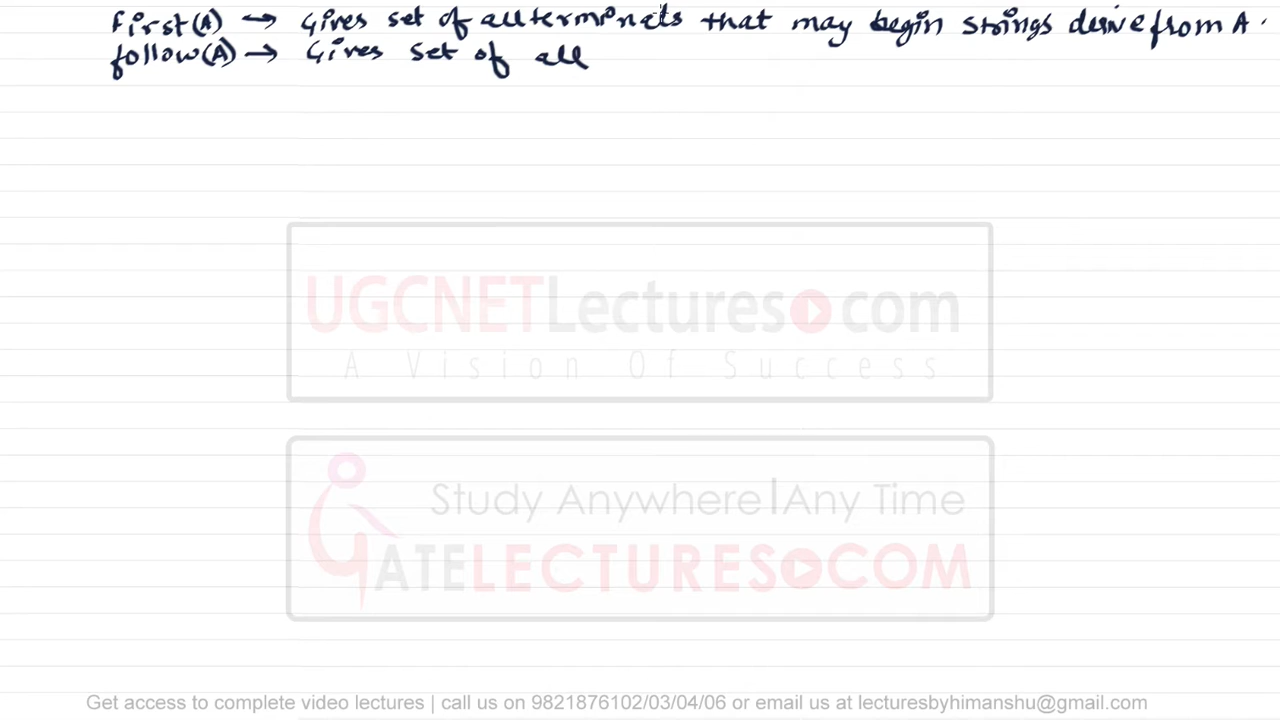 first(A) → Gives set of all terminals that may begin strings derive from A.
follow(A) → Gives set of all
UGCNETLectures.com
A Vision Of Success
Study Anywhere|Any Time
GATELECTURES.COM
Get access to complete video lectures | call us on 9821876102/03/04/06 or email us at lecturesbyhimanshu@gmail.com